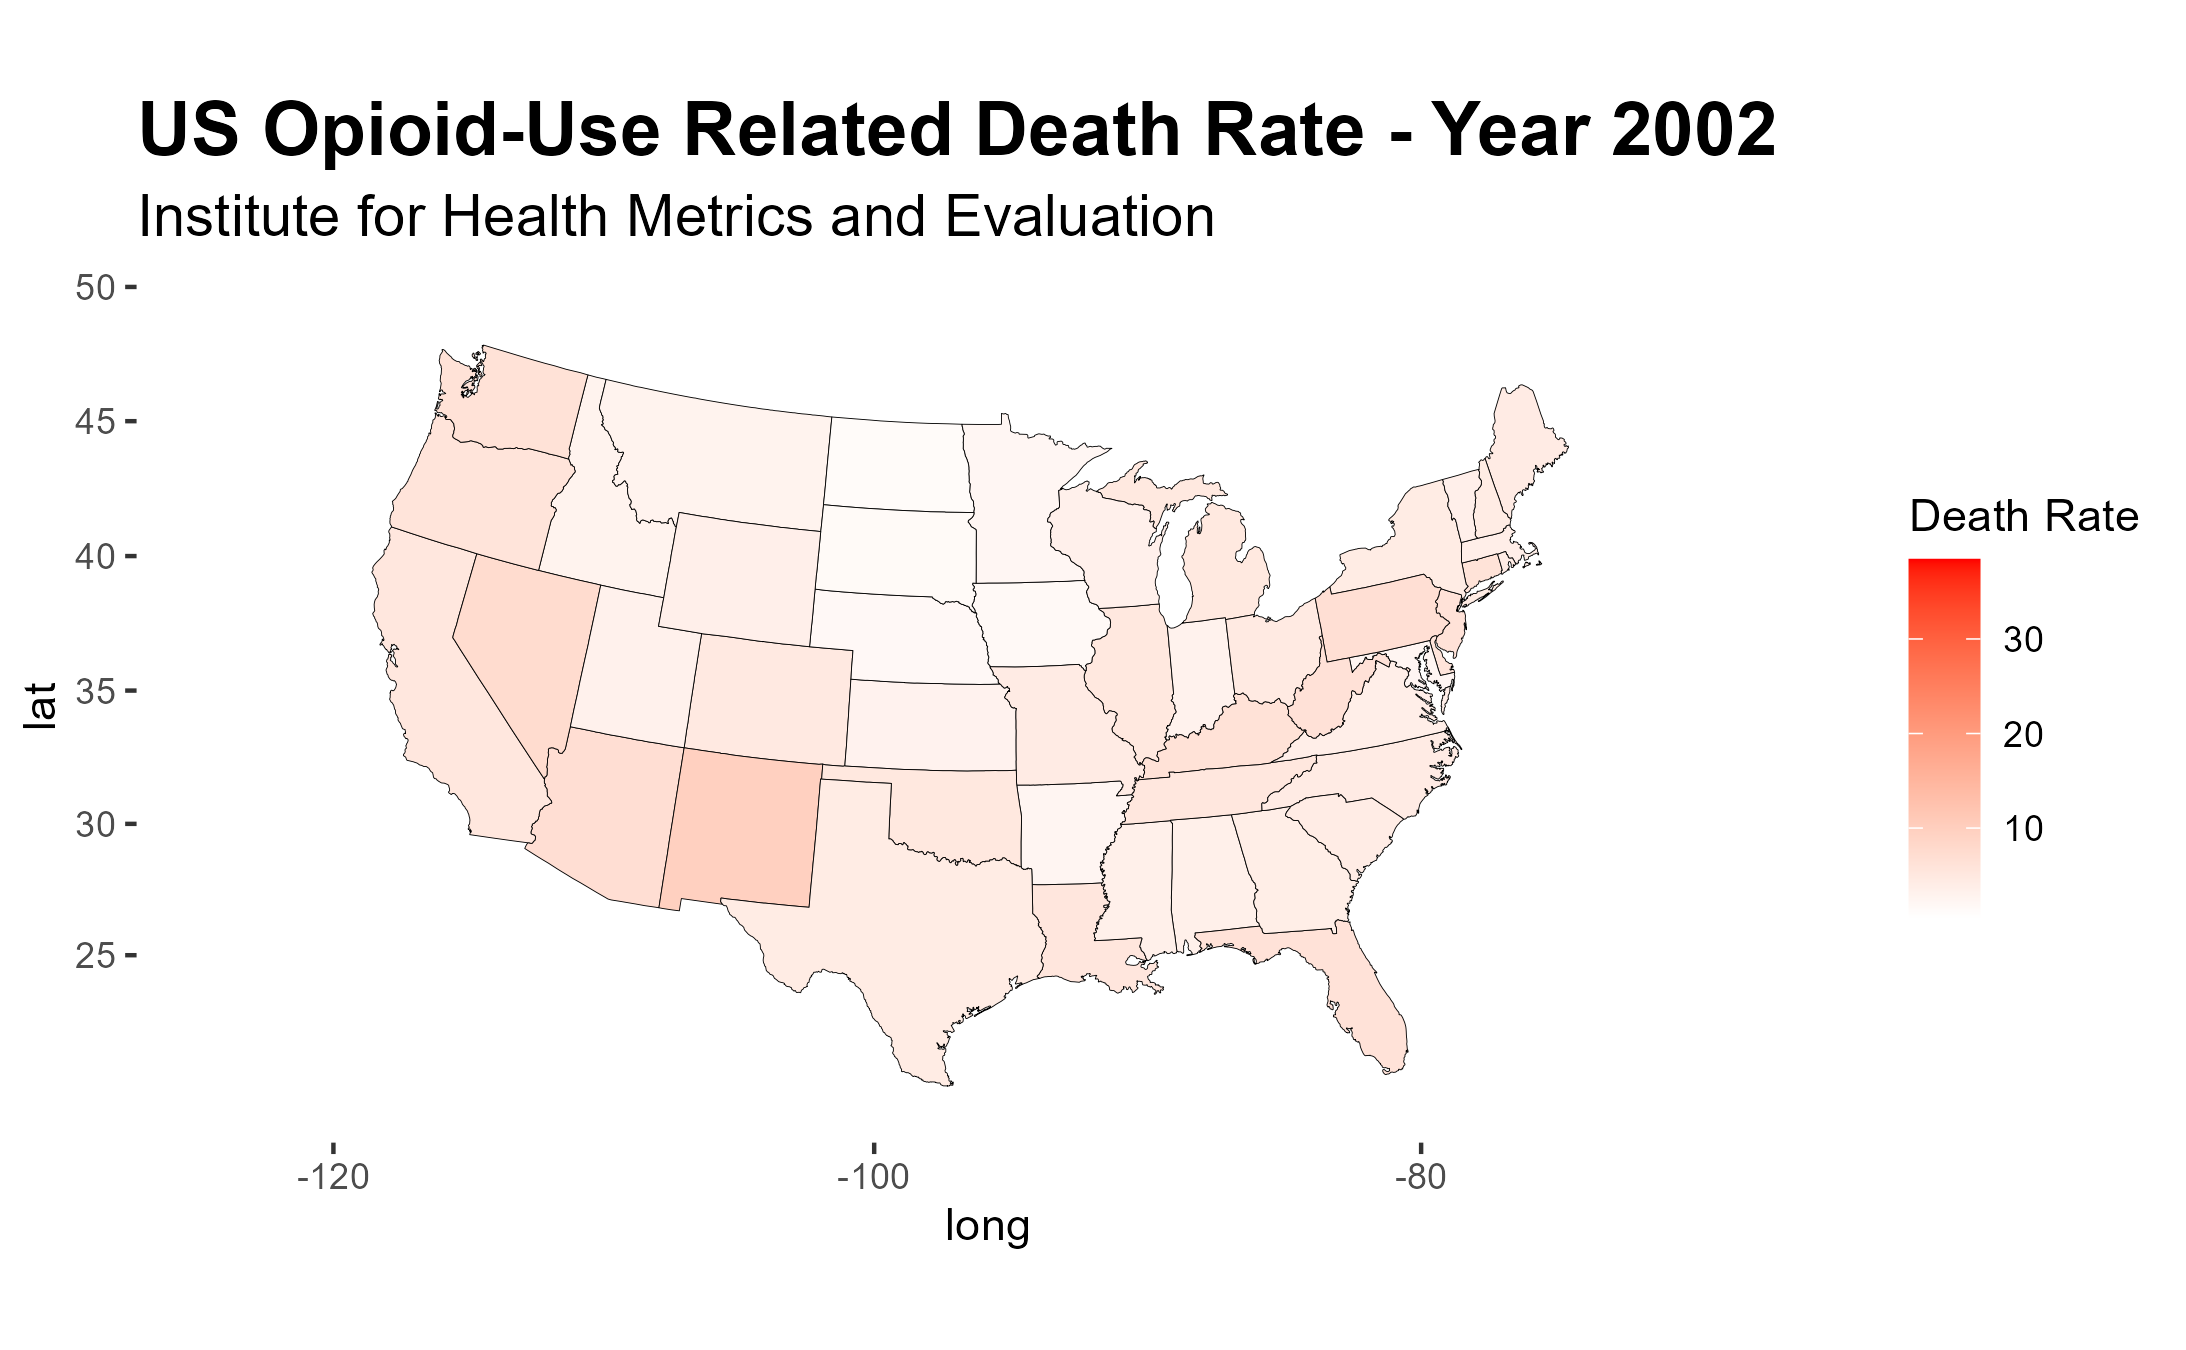 US Opioid-Use Related Death Rate - Year 2002
Institute for Health Metrics and Evaluation
50
45
40
35
30
25
lat
-120
-100
-80
long
Death Rate
30
20
10